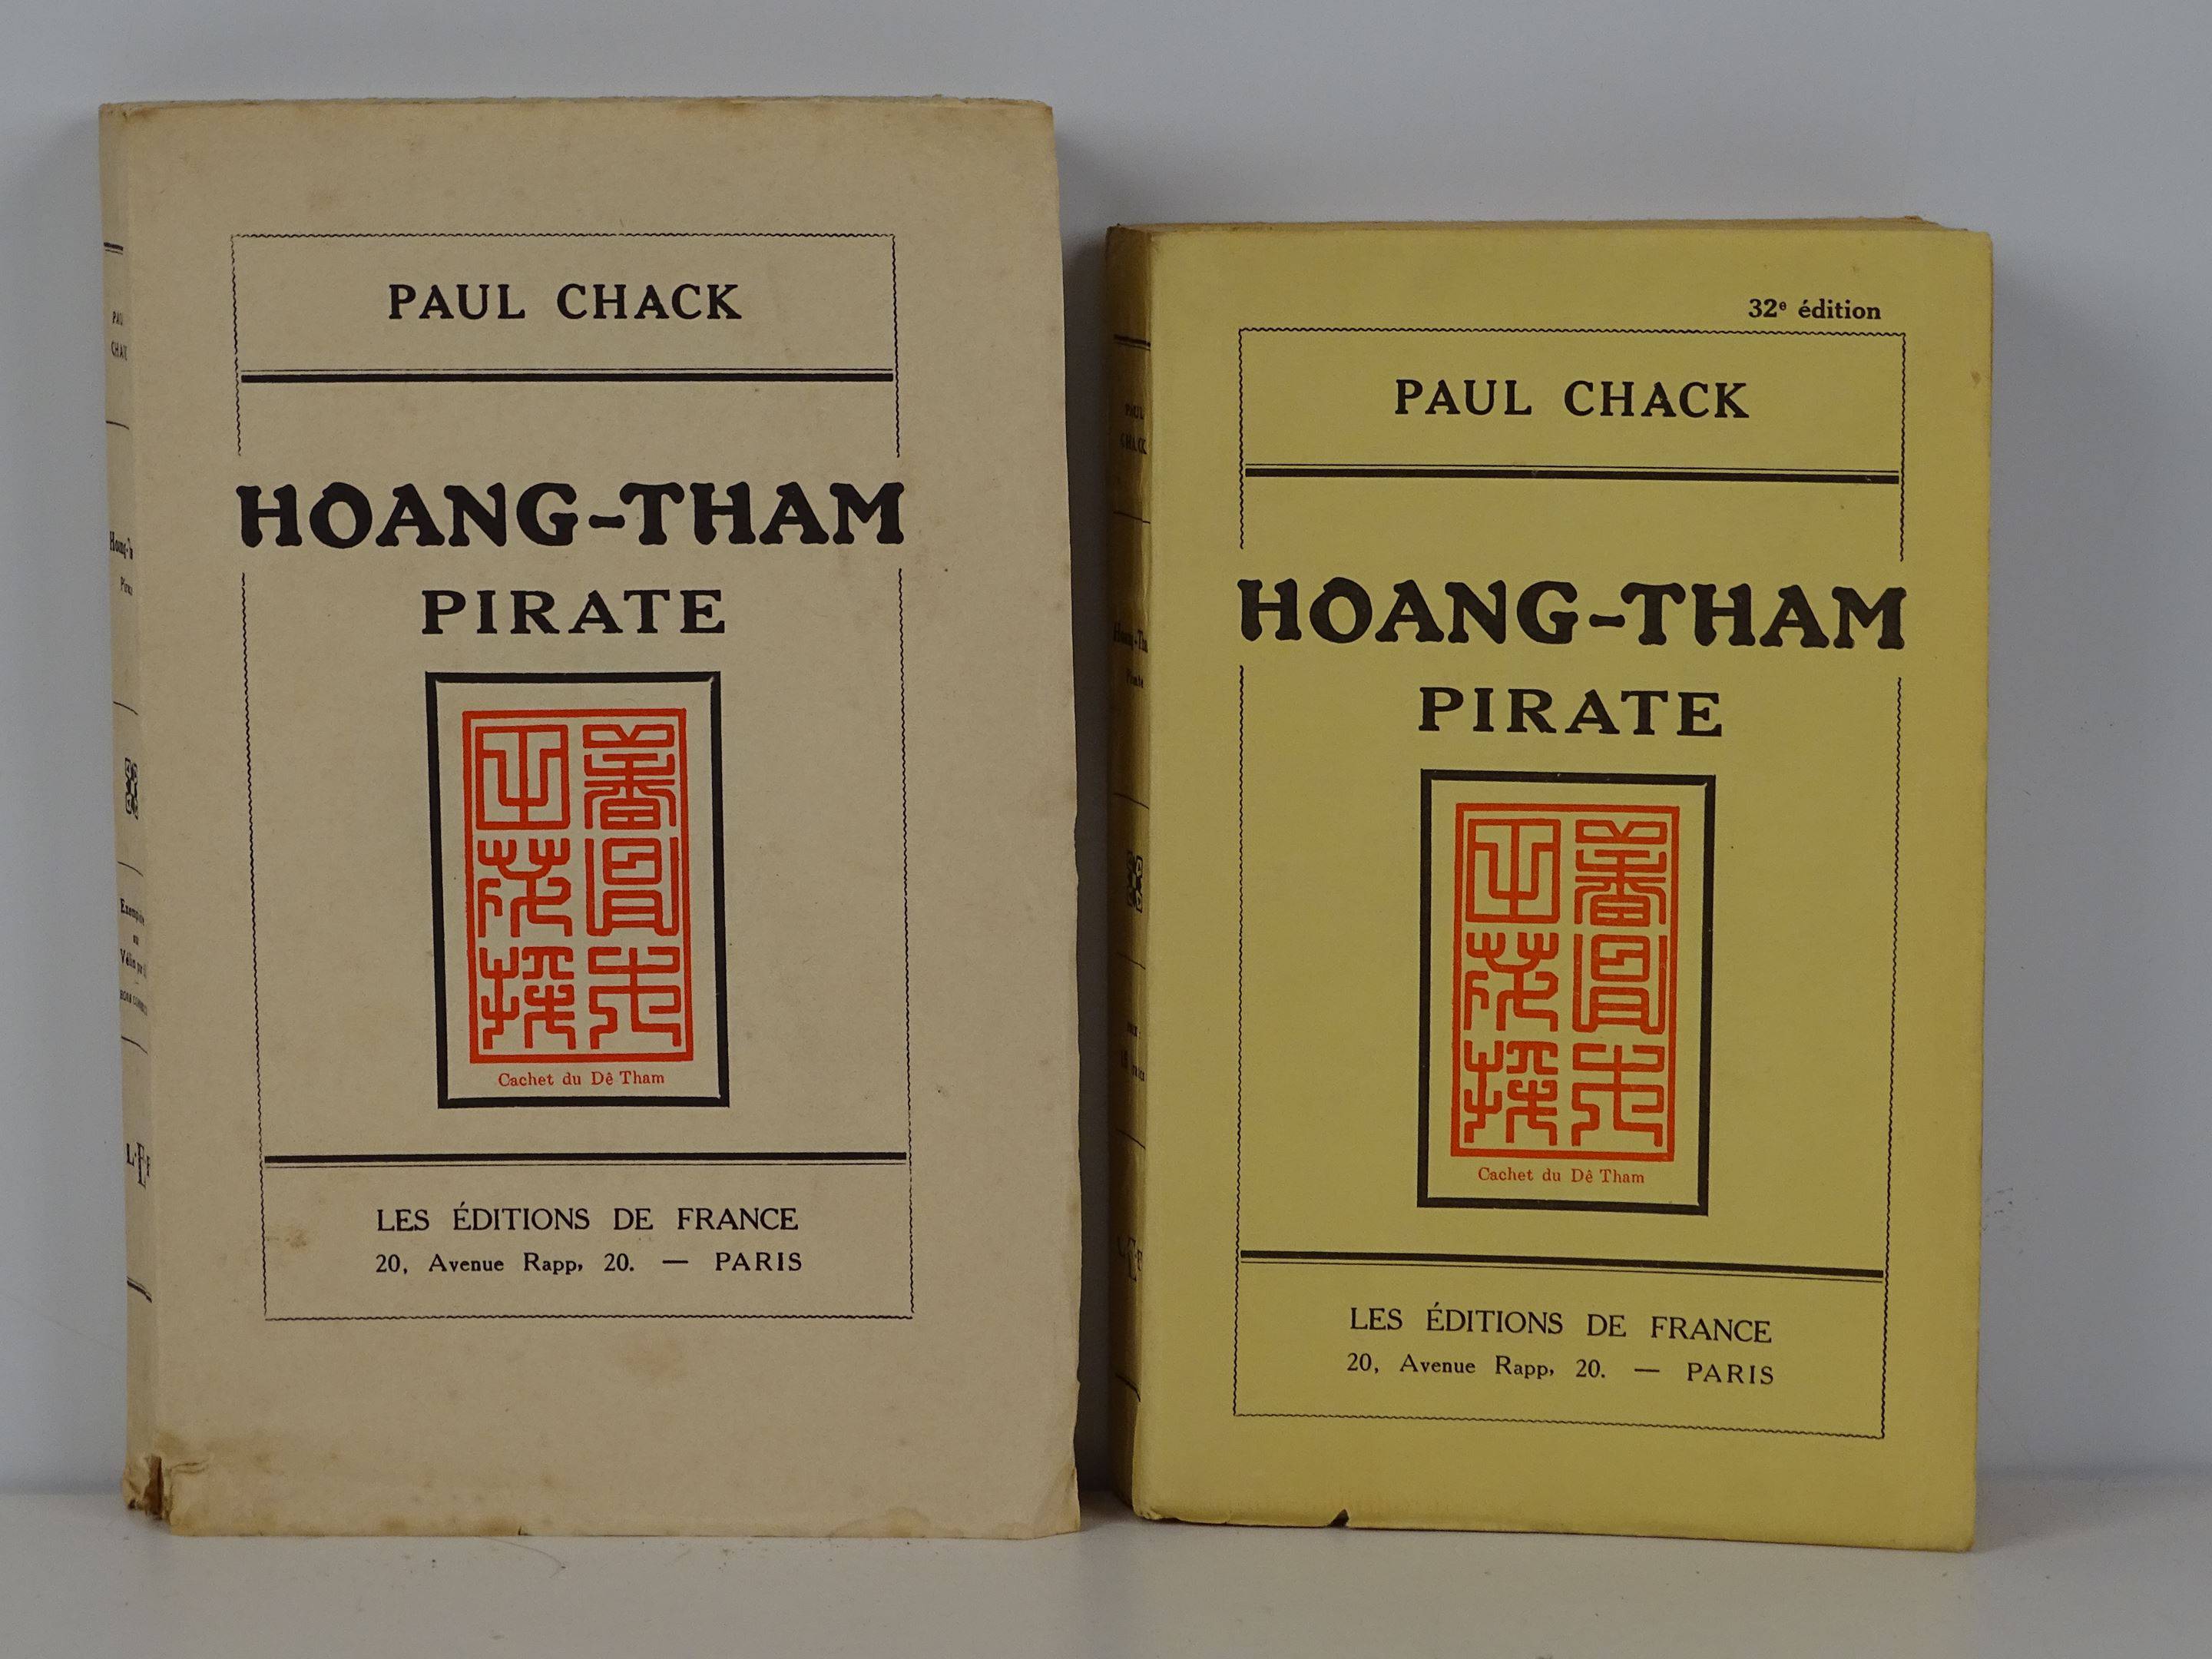 PAUL CHACK
HOANG-THAM
PIRATE
Cachet du Dê Tham
LES ÉDITIONS DE FRANCE
20, Avenue Rapp, 20. — PARIS
32e édition
PAUL CHACK
HOANG-THAM
PIRATE
Cachet du Dê Tham
LES ÉDITIONS DE FRANCE
20, Avenue Rapp, 20. — PARIS